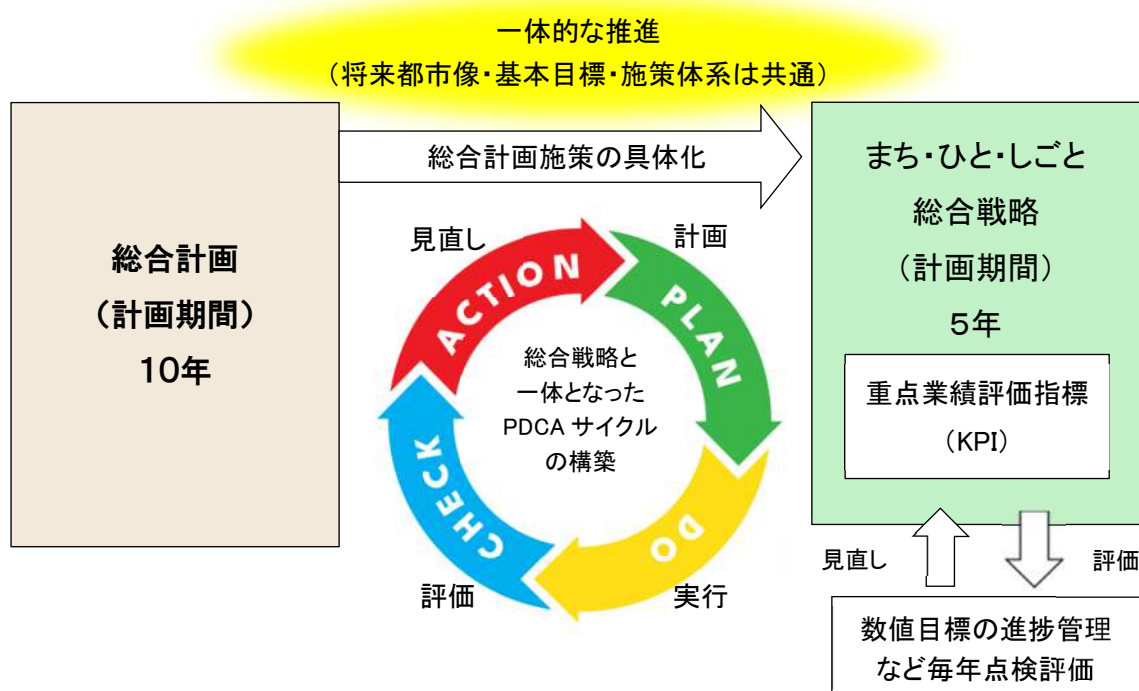 一体的な推進
（将来都市像・基本目標・施策体系は共通）
総合計画施策の具体化
総合計画
（計画期間）
10年
見直し
計画
ACTION
PLAN
総合戦略と
一体となった
PDCA サイクル
の構築
CHECK
DO
評価
実行
まち・ひと・しごと
総合戦略
（計画期間）
５年
重点業績評価指標
（KPI）
見直し
評価
数値目標の進捗管理
など毎年点検評価